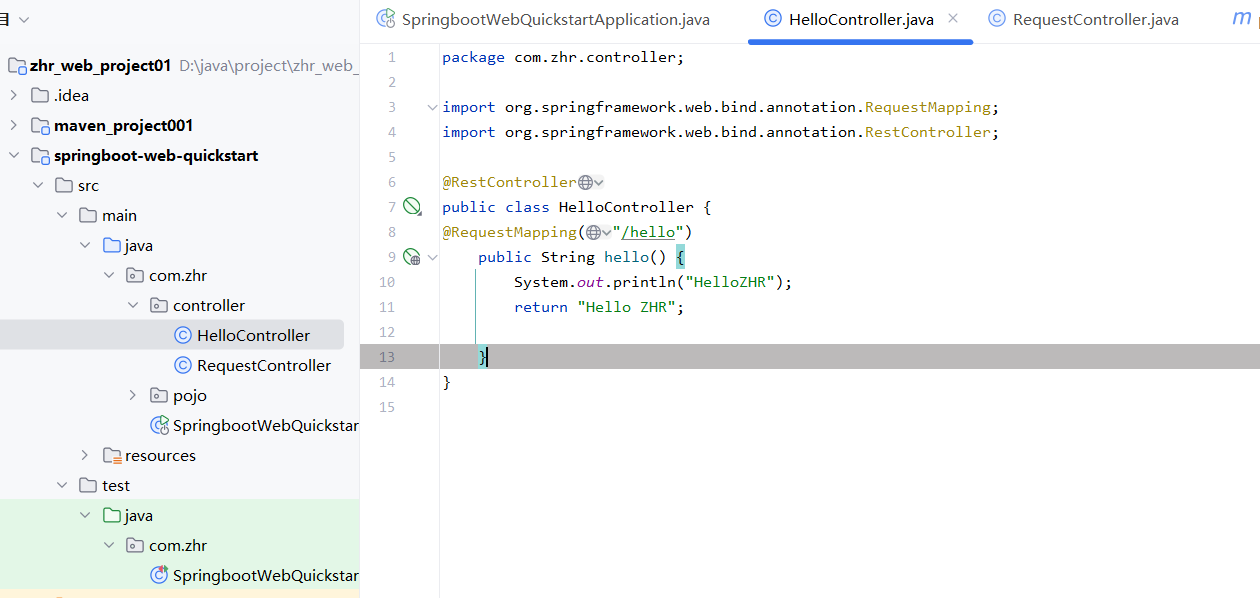 目
SpringbootWebQuickstartApplication.java
HelloController.java
RequestController.java
m
zhr_web_project01 D:\java\project\zhr_web_
.idea
maven_project001
springboot-web-quickstart
src
main
java
com.zhr
controller
HelloController
RequestController
pojo
SpringbootWebQuickstar
resources
test
java
com.zhr
SpringbootWebQuickstar
1 package com.zhr.controller;
2
3 import org.springframework.web.bind.annotation.RequestMapping;
4 import org.springframework.web.bind.annotation.RestController;
5
6 @RestController
7 public class HelloController {
8 @RequestMapping("/hello")
9 public String hello() {
10 System.out.println("HelloZHR");
11 return "Hello ZHR";
12
13 }
14 }
15